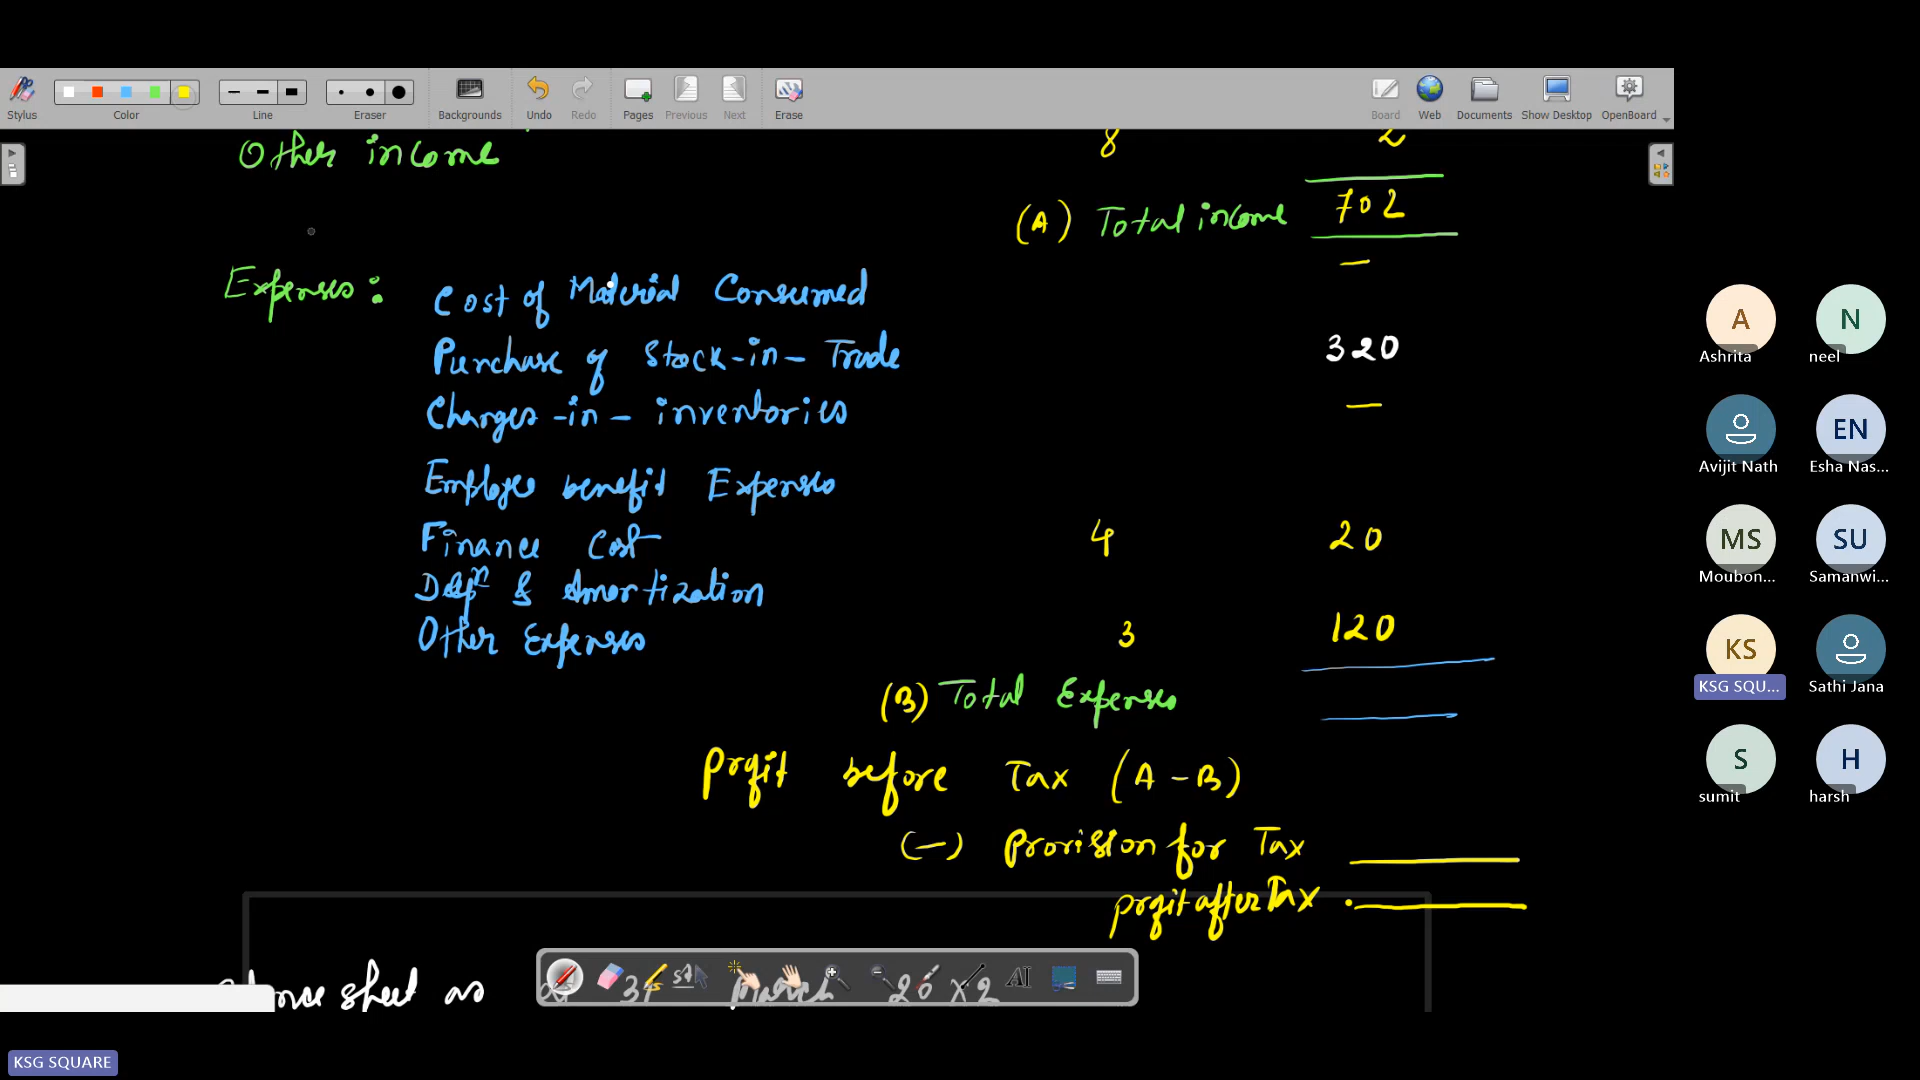 Stylus Color Line Eraser Backgrounds Undo Redo Pages Previous Next Erase Board Web Documents Show Desktop OpenBoard
Other income 8 2
(A) Total income 702
—
Expenses: Cost of Material Consumed
Purchase of Stock-in-Trade 320
Changes-in-inventories —
Employee benefit Expenses
Finance Cost 4 20
Depn & Amortization
Other Expenses 3 120
(B) Total Expenses
Profit before Tax (A-B)
(-) Provision for Tax
profit after Tax
sheet as 31 March
A N
Ashrita neel
EN
Avijit Nath Esha Nas...
MS SU
Moubon... Samanwi...
KS
KSG SQU... Sathi Jana
S H
sumit harsh
KSG SQUARE